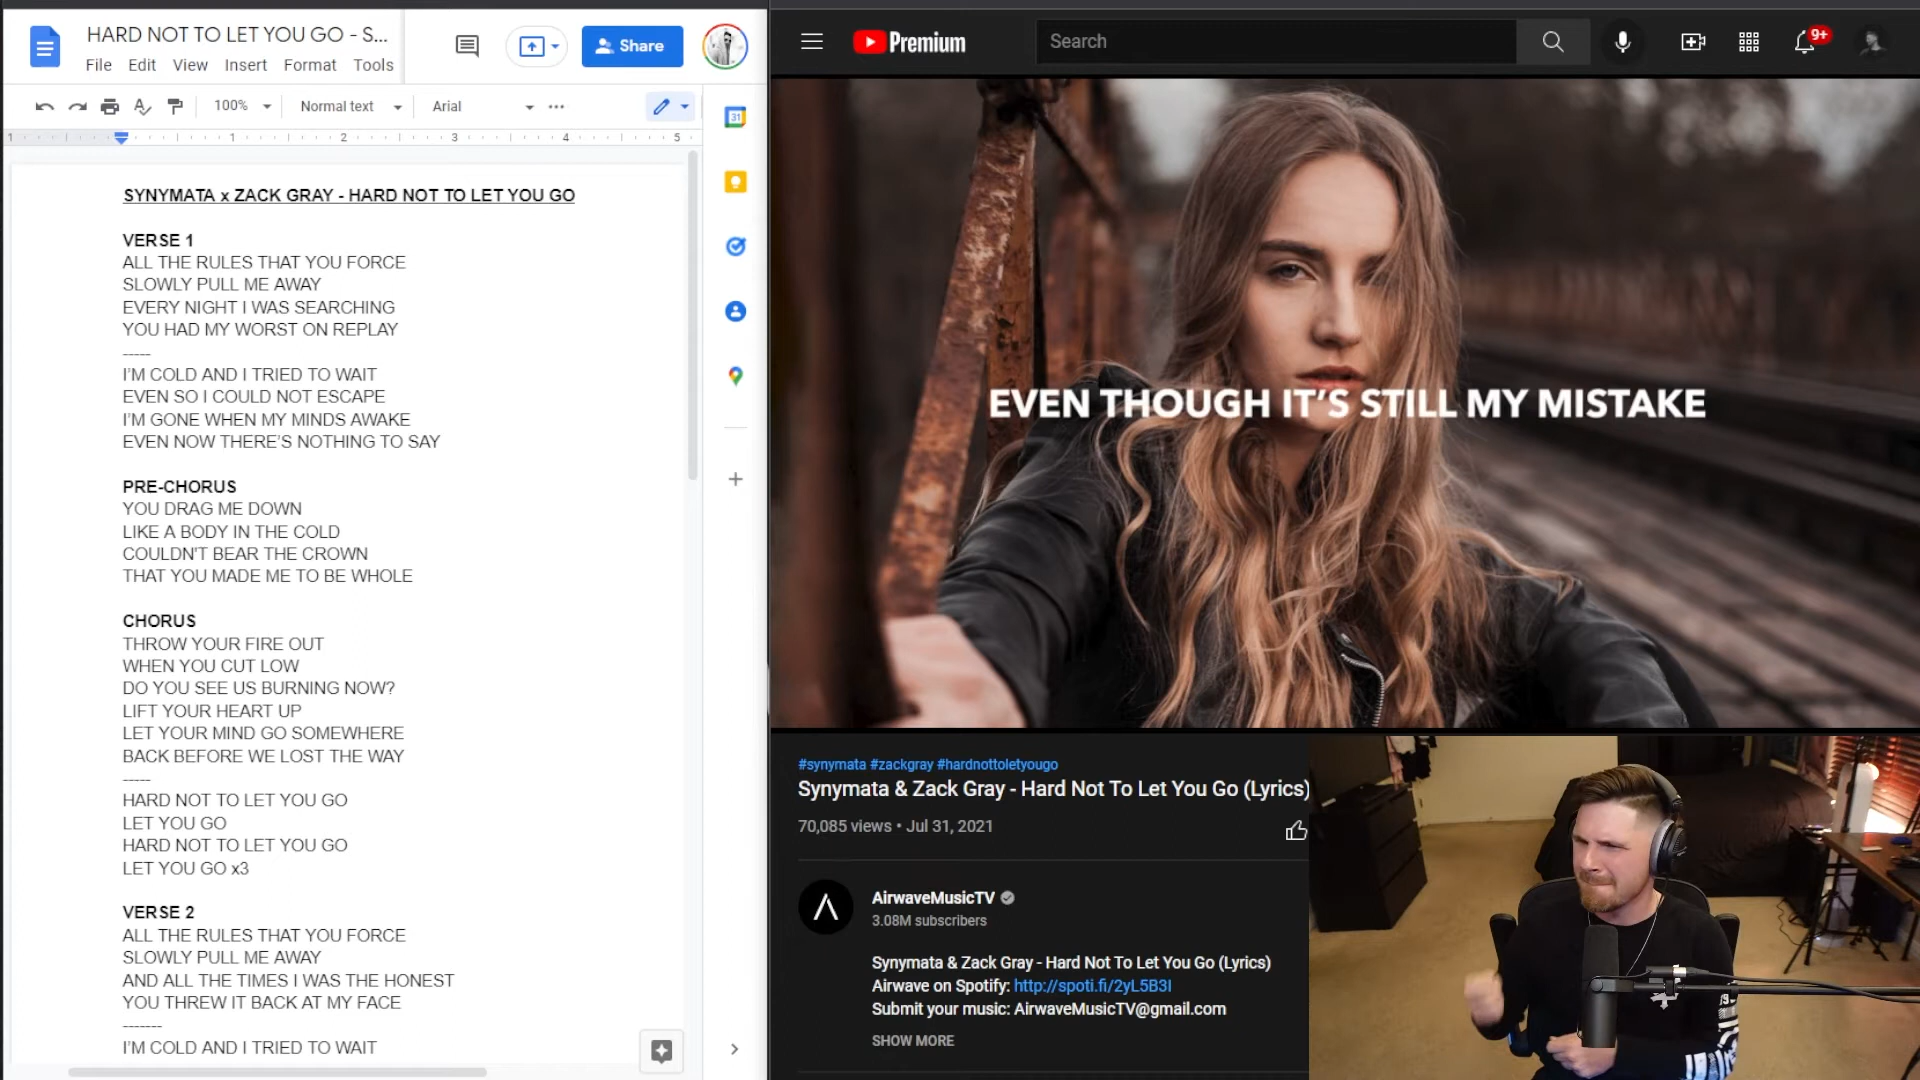 HARD NOT TO LET YOU GO - S...
File Edit View Insert Format Tools
Share
100% Normal text Arial
1 1 2 3 4 5
SYNYMATA x ZACK GRAY - HARD NOT TO LET YOU GO
VERSE 1
ALL THE RULES THAT YOU FORCE
SLOWLY PULL ME AWAY
EVERY NIGHT I WAS SEARCHING
YOU HAD MY WORST ON REPLAY
-----
I'M COLD AND I TRIED TO WAIT
EVEN SO I COULD NOT ESCAPE
I'M GONE WHEN MY MINDS AWAKE
EVEN NOW THERE'S NOTHING TO SAY
PRE-CHORUS
YOU DRAG ME DOWN
LIKE A BODY IN THE COLD
COULDN'T BEAR THE CROWN
THAT YOU MADE ME TO BE WHOLE
CHORUS
THROW YOUR FIRE OUT
WHEN YOU CUT LOW
DO YOU SEE US BURNING NOW?
LIFT YOUR HEART UP
LET YOUR MIND GO SOMEWHERE
BACK BEFORE WE LOST THE WAY
-----
HARD NOT TO LET YOU GO
LET YOU GO
HARD NOT TO LET YOU GO
LET YOU GO x3
VERSE 2
ALL THE RULES THAT YOU FORCE
SLOWLY PULL ME AWAY
AND ALL THE TIMES I WAS THE HONEST
YOU THREW IT BACK AT MY FACE
-------
I'M COLD AND I TRIED TO WAIT
31
Premium
Search
9+
EVEN THOUGH IT'S STILL MY MISTAKE
#synymata #zackgray #hardnottoletyougo
Synymata & Zack Gray - Hard Not To Let You Go (Lyrics)
70,085 views • Jul 31, 2021
AirwaveMusicTV
3.08M subscribers
Synymata & Zack Gray - Hard Not To Let You Go (Lyrics)
Airwave on Spotify: http://spoti.fi/2yL5B3I
Submit your music: AirwaveMusicTV@gmail.com
SHOW MORE